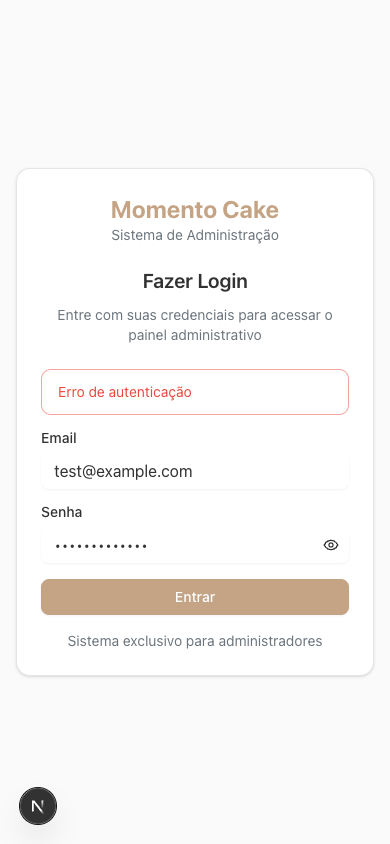 Momento Cake
Sistema de Administração
Fazer Login
Entre com suas credenciais para acessar o
painel administrativo
Erro de autenticação
Email
test@example.com
Senha
•••••••••••••
Entrar
Sistema exclusivo para administradores
N